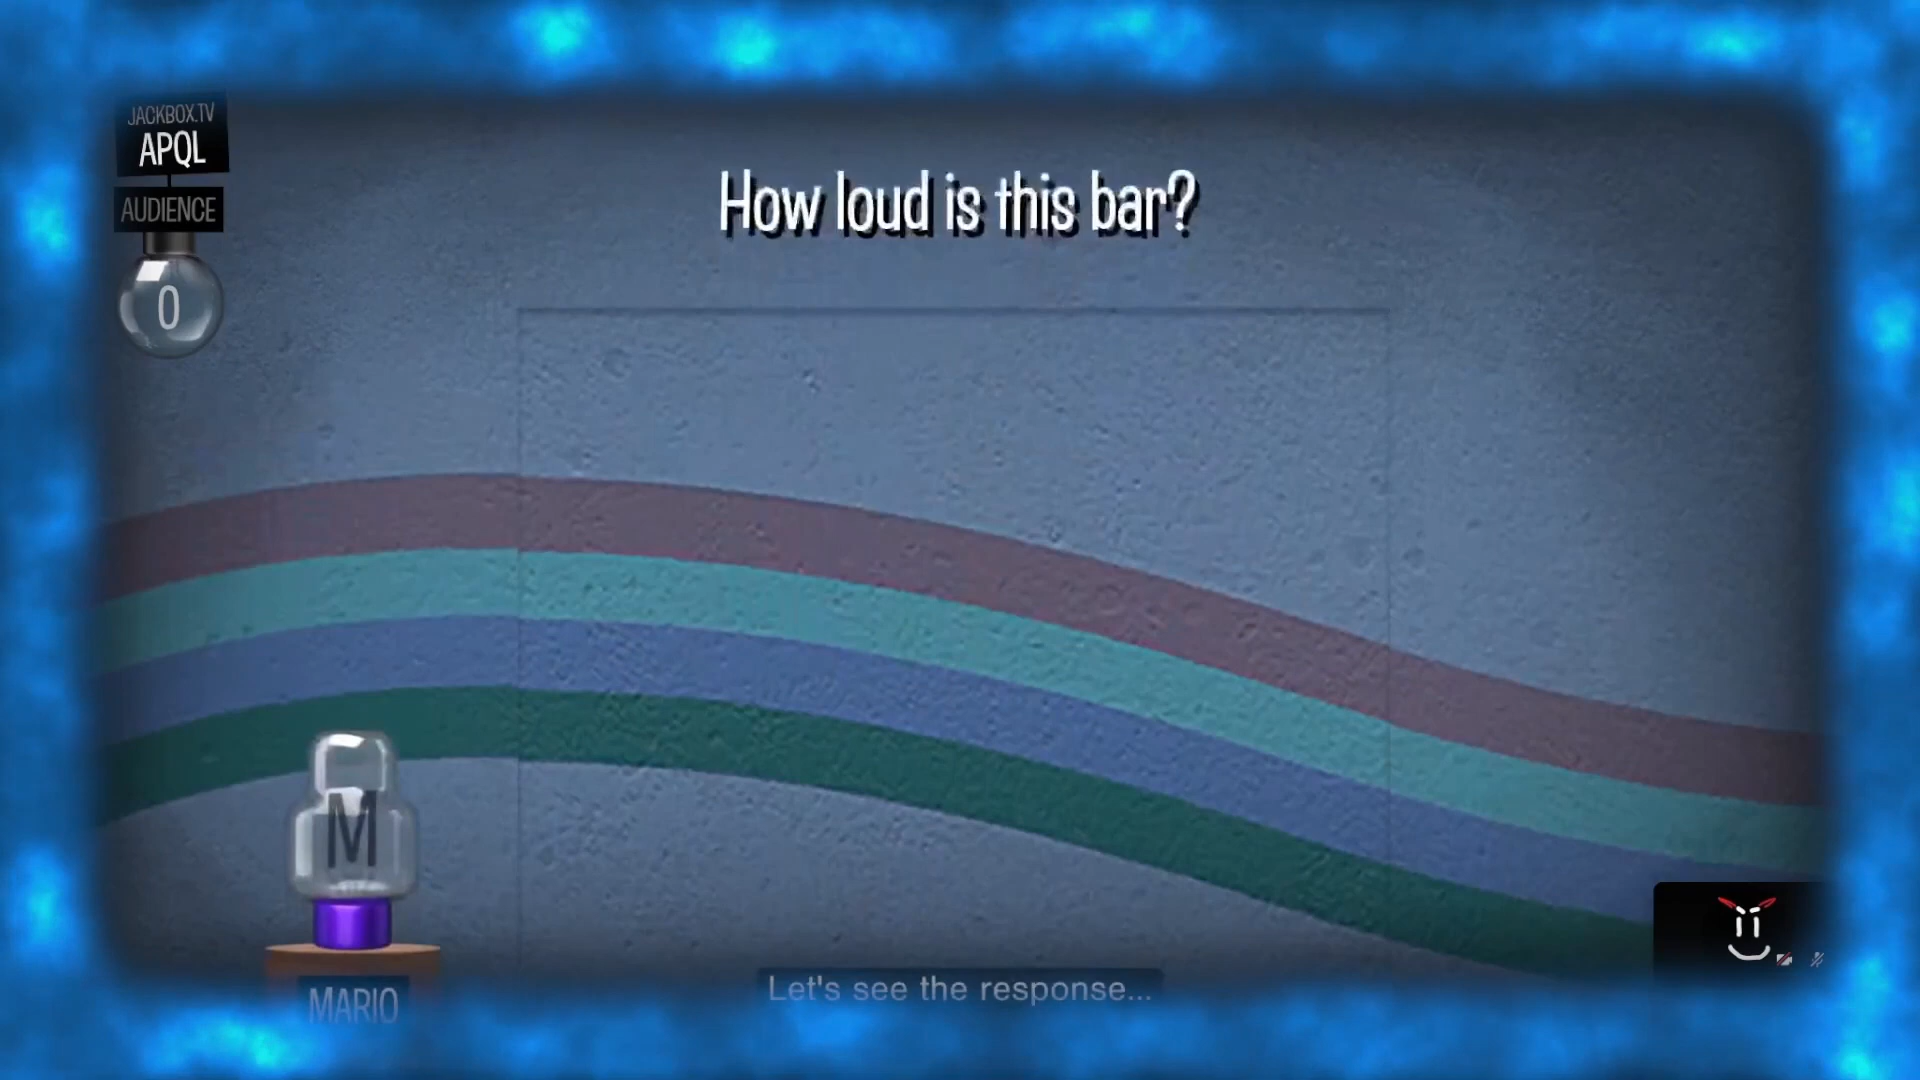 JACKBOX.TV
APQL
AUDIENCE
0
How loud is this bar?
M
MARIO
Let's see the response...